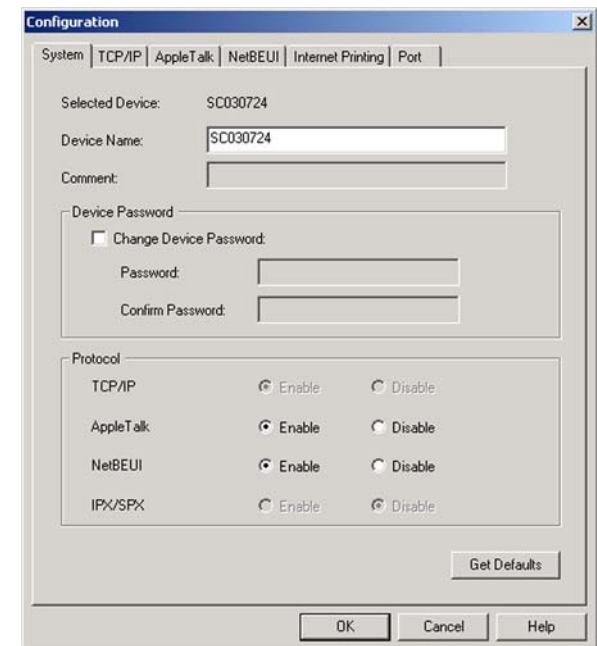 Configuration
System TCP/IP AppleTalk NetBEUI Internet Printing Port
Selected Device: SC030724
Device Name: SC030724
Comment:
Device Password
Change Device Password:
Password:
Confirm Password:
Protocol
TCP/IP Enable Disable
AppleTalk Enable Disable
NetBEUI Enable Disable
IPX/SPX Enable Disable
Get Defaults
OK Cancel Help